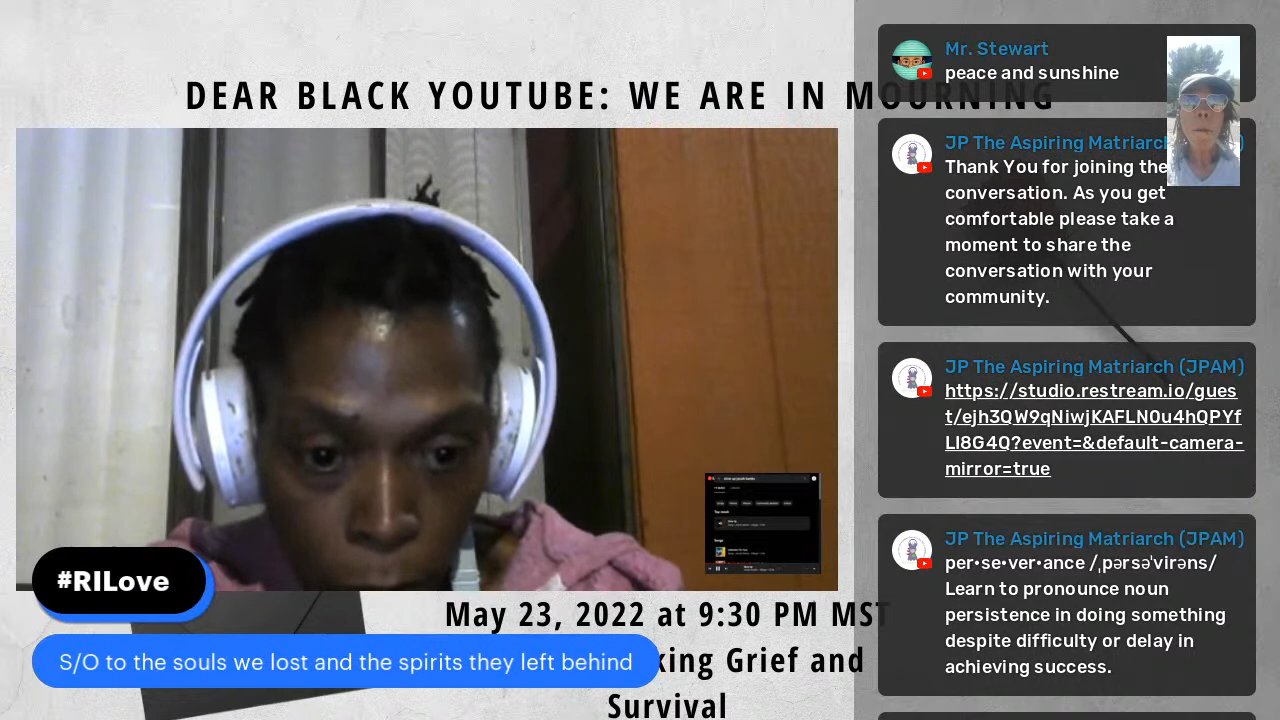 DEAR BLACK YOUTUBE: WE ARE IN MOURNING
Mr. Stewart
peace and sunshine
JP The Aspiring Matriarch
Thank You for joining the
conversation. As you get
comfortable please take a
moment to share the
conversation with your
community.
JP The Aspiring Matriarch (JPAM)
https://studio.restream.io/gues
t/ejh3QW9qNiwjKAFLN0u4hQPYf
LI8G4Q?event=&default-camera-
mirror=true
JP The Aspiring Matriarch (JPAM)
per•se•ver•ance /ˌpərsəˈvirəns/
Learn to pronounce noun
persistence in doing something
despite difficulty or delay in
achieving success.
#RILove
May 23, 2022 at 9:30 PM MST
S/O to the souls we lost and the spirits they left behind
Grief and
Survival